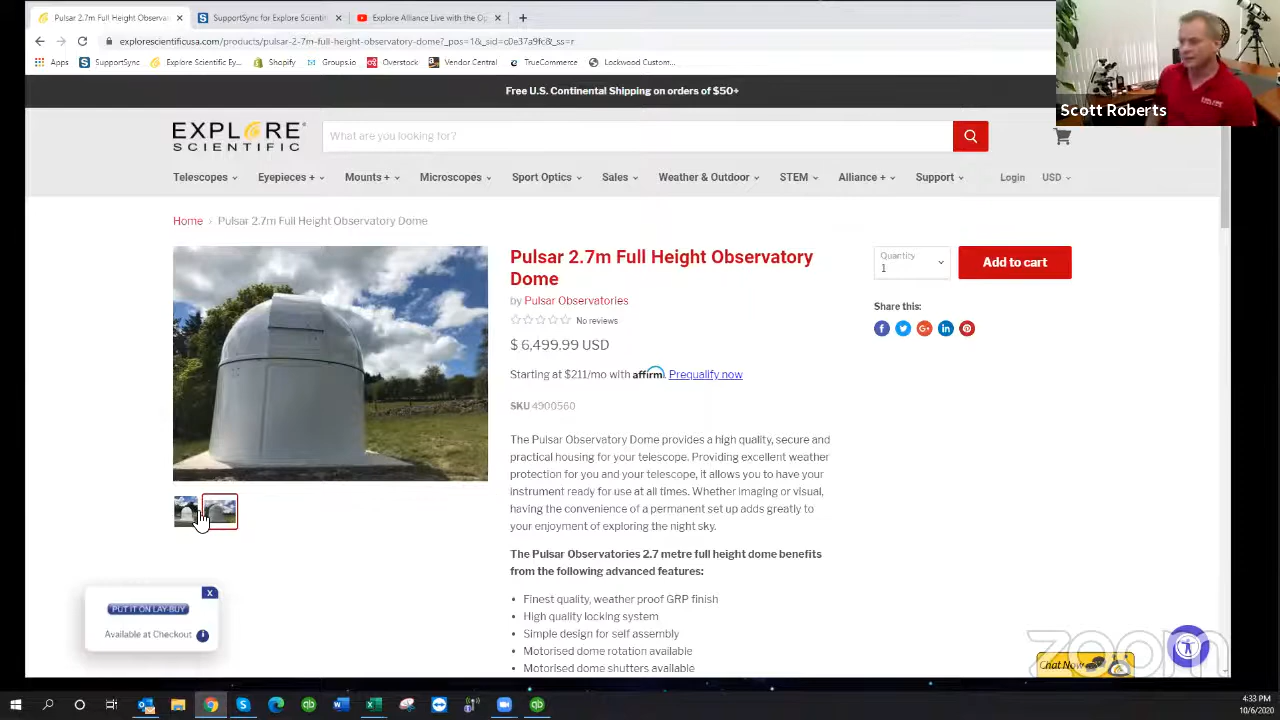 Pulsar 2.7m Full Height Observat
SupportSync for Explore Scientifi
Explore Alliance Live with the Op
explorescientificusa.com/products/pulsar-2-7m-full-height-observatory-dome?_pos=1&_sid=c0e37a9fc&_ss=r
Apps
SupportSync
Explore Scientific Ey...
Shopify
Groups.io
Overstock
Vendor Central
TrueCommerce
Lockwood Custom...
Scott Roberts
Free U.S. Continental Shipping on orders of $50+
EXPLORE
SCIENTIFIC
What are you looking for?
Telescopes
Eyepieces +
Mounts +
Microscopes
Sport Optics
Sales
Weather & Outdoor
STEM
Alliance +
Support
Login
USD
Home > Pulsar 2.7m Full Height Observatory Dome
Pulsar 2.7m Full Height Observatory
Dome
by Pulsar Observatories
No reviews
$ 6,499.99 USD
Starting at $211/mo with affirm. Prequalify now
SKU 4900560
Quantity
1
Add to cart
Share this:
The Pulsar Observatory Dome provides a high quality, secure and
practical housing for your telescope. Providing excellent weather
protection for you and your telescope, it allows you to have your
instrument ready for use at all times. Whether imaging or visual,
having the convenience of a permanent set up adds greatly to
your enjoyment of exploring the night sky.
The Pulsar Observatories 2.7 metre full height dome benefits
from the following advanced features:
• Finest quality, weather proof GRP finish
• High quality locking system
• Simple design for self assembly
• Motorised dome rotation available
• Motorised dome shutters available
X
PUT IT ON LAY-BUY
Available at Checkout i
Chat Now
zoom
4:33 PM
10/6/2020